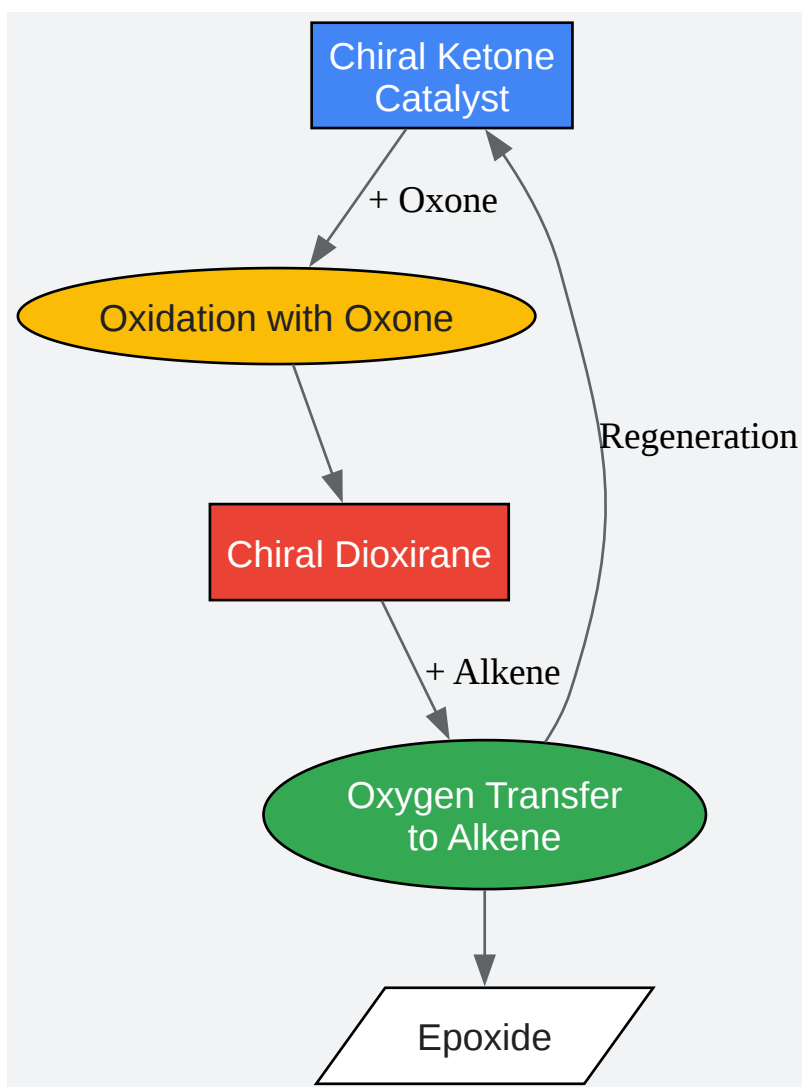 Chiral Ketone
Catalyst
+ Oxone
Oxidation with Oxone
Regeneration
Chiral Dioxirane
+ Alkene
Oxygen Transfer
to Alkene
Epoxide